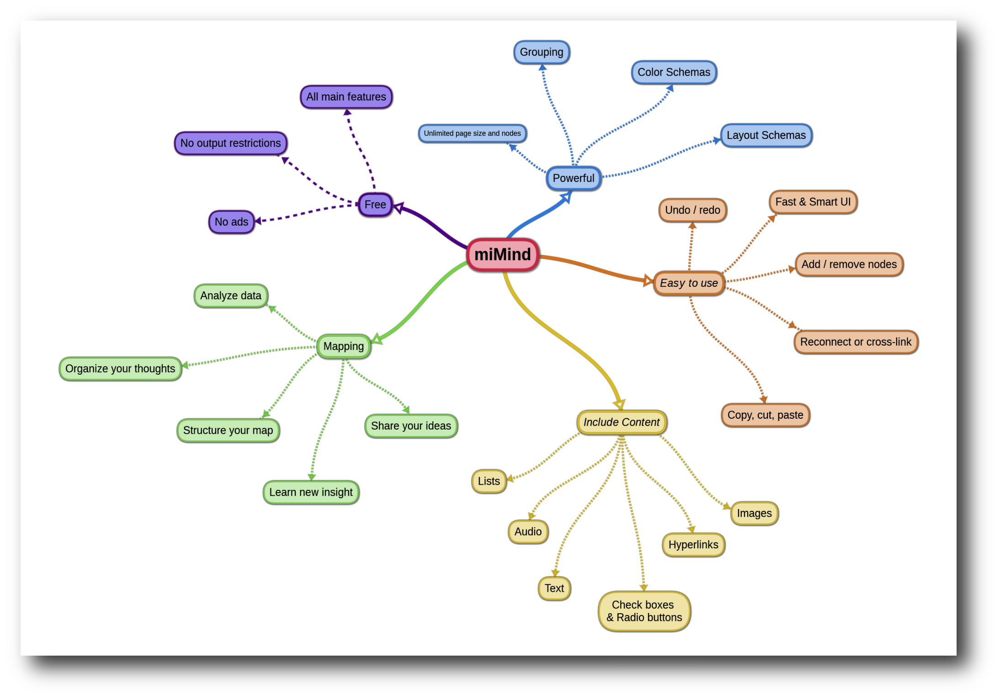 Grouping
Color Schemas
All main features
Unlimited page size and nodes
Layout Schemas
No output restrictions
Powerful
Free
No ads
Undo / redo
Fast & Smart UI
miMind
Add / remove nodes
Easy to use
Analyze data
Mapping
Reconnect or cross-link
Organize your thoughts
Structure your map
Share your ideas
Include Content
Copy, cut, paste
Learn new insight
Lists
Images
Audio
Hyperlinks
Text
Check boxes
& Radio buttons